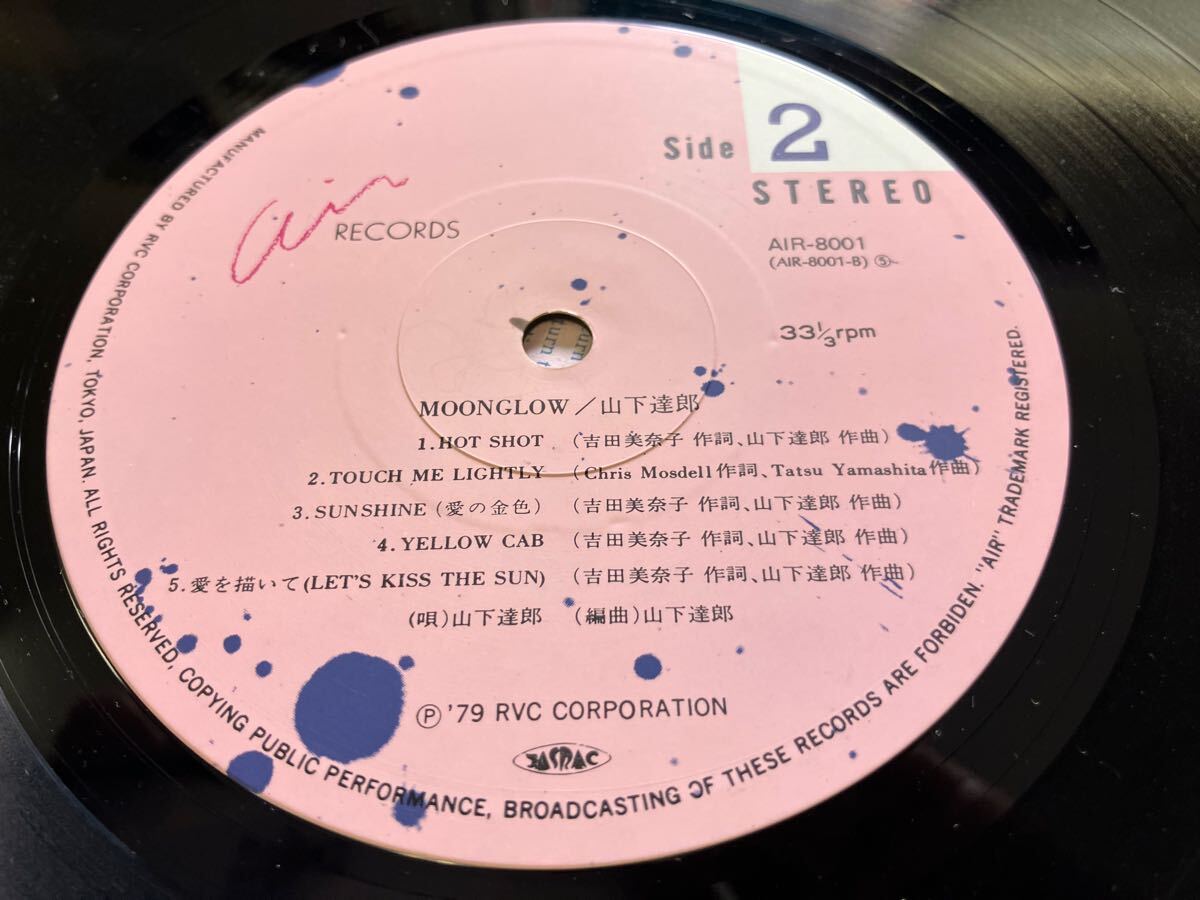 Side 2
STEREO
air RECORDS
AIR-8001
(AIR-8001-B) ⑤
33⅓rpm
MOONGLOW／山下達郎
1.HOT SHOT (吉田美奈子 作詞、山下達郎 作曲)
2.TOUCH ME LIGHTLY (Chris Mosdell作詞、Tatsu Yamashita作曲)
3.SUNSHINE (愛の金色) (吉田美奈子 作詞、山下達郎 作曲)
4.YELLOW CAB (吉田美奈子 作詞、山下達郎 作曲)
5.愛を描いて(LET'S KISS THE SUN) (吉田美奈子 作詞、山下達郎 作曲)
(唄)山下達郎 (編曲)山下達郎
Ⓟ '79 RVC CORPORATION
JASRAC
MANUFACTURED BY RVC CORPORATION, TOKYO, JAPAN. ALL RIGHTS RESERVED, COPYING PUBLIC PERFORMANCE, BROADCASTING OF THESE RECORDS ARE FORBIDEN. "AIR" TRADEMARK REGISTERED.